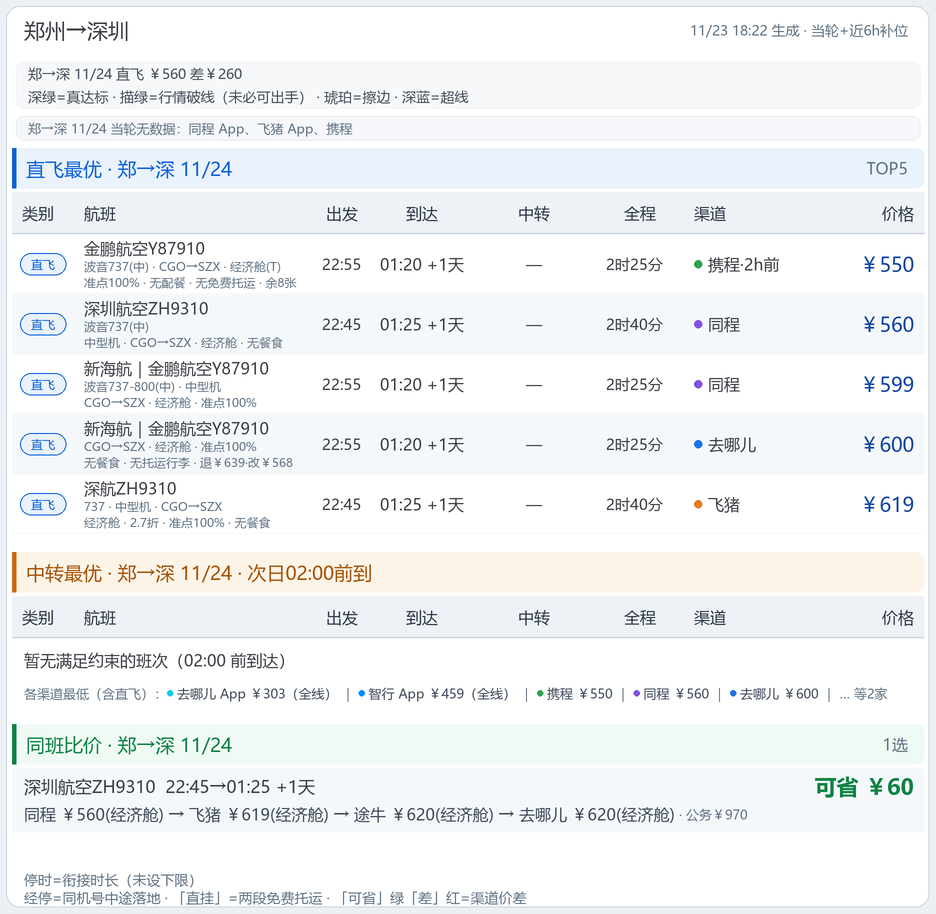 郑州→深圳
11/23 18:22 生成 · 当轮+近6h补位
郑→深 11/24 直飞 ¥560 差¥260
深绿=真达标 · 描绿=行情破线（未必可出手） · 琥珀=擦边 · 深蓝=超线
郑→深 11/24 当轮无数据：同程 App、飞猪 App、携程
直飞最优 · 郑→深 11/24 TOP5
类别 航班 出发 到达 中转 全程 渠道 价格
金鹏航空Y87910
波音737(中) · CGO→SZX · 经济舱(T)
准点100% · 无配餐 · 无免费托运 · 余8张
直飞 22:55 01:20 +1天 — 2时25分 携程·2h前 ¥550
深圳航空ZH9310
波音737(中)
中型机 · CGO→SZX · 经济舱 · 无餐食
直飞 22:45 01:25 +1天 — 2时40分 同程 ¥560
新海航｜金鹏航空Y87910
波音737-800(中) · 中型机
CGO→SZX · 经济舱 · 准点100%
直飞 22:55 01:20 +1天 — 2时25分 同程 ¥599
新海航｜金鹏航空Y87910
CGO→SZX · 经济舱 · 准点100%
无餐食 · 无托运行李 · 退¥639·改¥568
直飞 22:55 01:20 +1天 — 2时25分 去哪儿 ¥600
深航ZH9310
737 · 中型机 · CGO→SZX
经济舱 · 2.7折 · 准点100% · 无餐食
直飞 22:45 01:25 +1天 — 2时40分 飞猪 ¥619
中转最优 · 郑→深 11/24 · 次日02:00前到
类别 航班 出发 到达 中转 全程 渠道 价格
暂无满足约束的班次（02:00 前到达）
各渠道最低（含直飞）: 去哪儿 App ¥303（全线） | 智行 App ¥459（全线） | 携程 ¥550 | 同程 ¥560 | 去哪儿 ¥600 | … 等2家
同班比价 · 郑→深 11/24 1选
深圳航空ZH9310 22:45→01:25 +1天 可省 ¥60
同程 ¥560(经济舱) → 飞猪 ¥619(经济舱) → 途牛 ¥620(经济舱) → 去哪儿 ¥620(经济舱) · 公务¥970
停时=衔接时长（未设下限）
经停=同机号中途落地 · 「直挂」=两段免费托运 · 「可省」绿「差」红=渠道价差